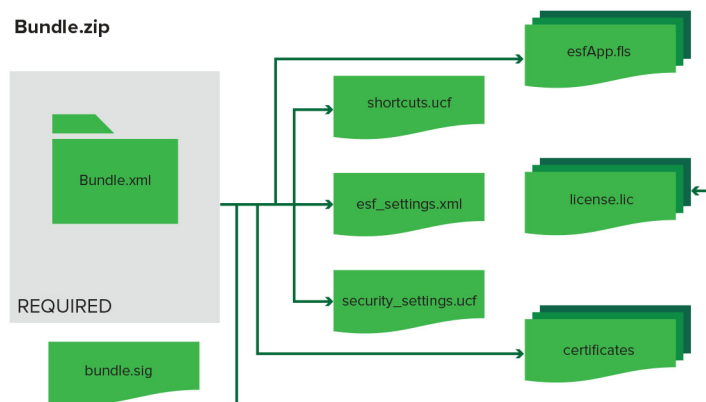 Bundle.zip
esfApp.fls
shortcuts.ucf
Bundle.xml
esf_settings.xml
license.lic
security_settings.ucf
REQUIRED
certificates
bundle.sig